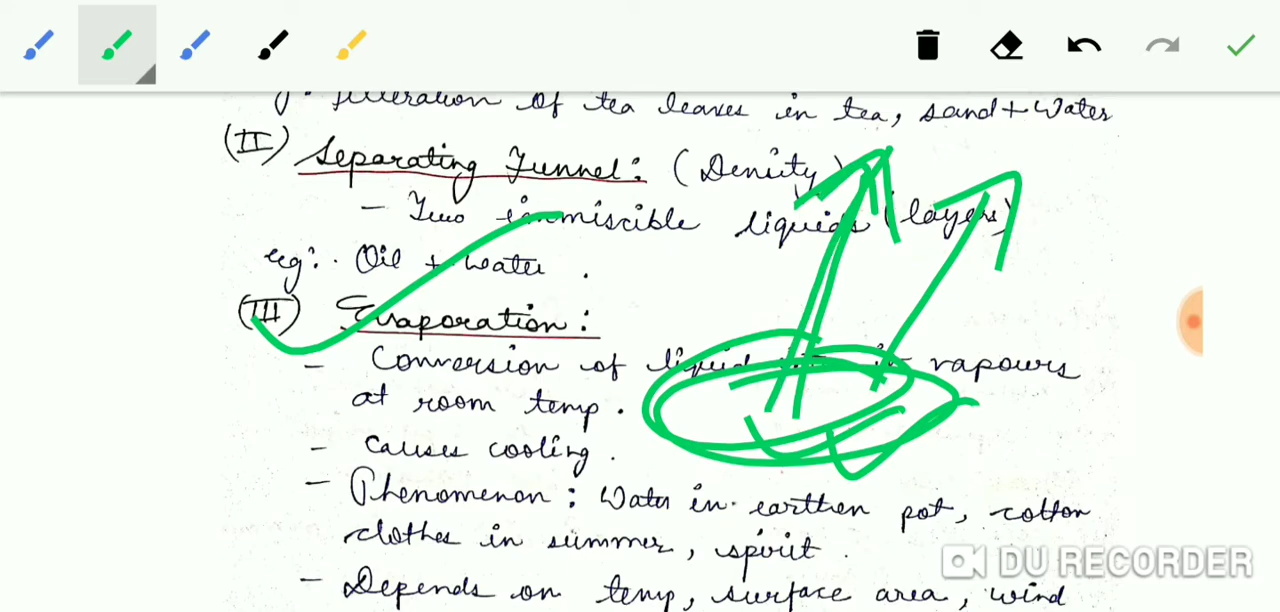 filteration of tea leaves in tea, sand + water
(II) Separating Funnel: (Density)
- Two immiscible liquids (layers)
eg:. Oil + water .
(III) Evaporation:
- Conversion of liquid in vapours
at room temp.
- Causes cooling .
- Phenomenon: Water in earthen pot, cotton
clothes in summer, spirit .
- Depends on temp, surface area, wind
DU RECORDER